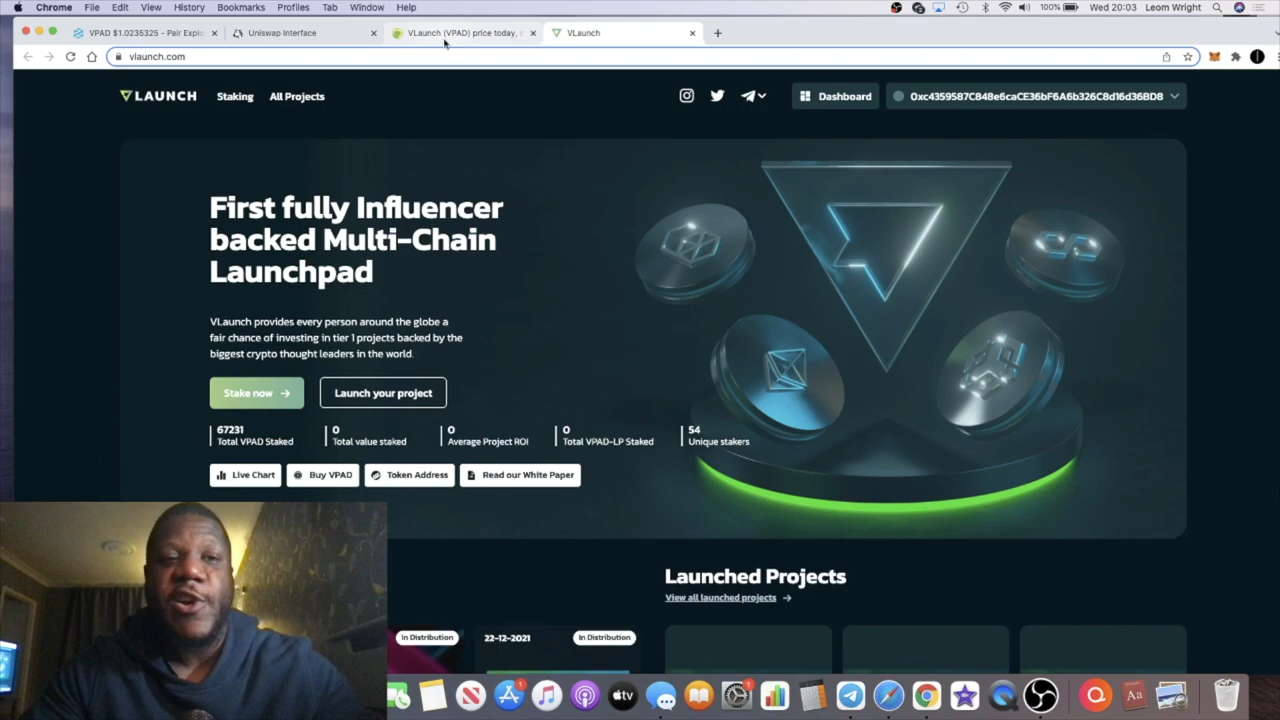 Chrome File Edit View History Bookmarks Profiles Tab Window Help 100% Wed 20:03 Leom Wright
VPAD $1.0235325 - Pair Explo
Uniswap Interface
VLaunch (VPAD) price today, c
VLaunch
vlaunch.com
LAUNCH Staking All Projects Dashboard 0xc4359587C848e6caCE36bF6A6b326C8d16d36BD8
First fully Influencer
backed Multi-Chain
Launchpad
VLaunch provides every person around the globe a
fair chance of investing in tier 1 projects backed by the
biggest crypto thought leaders in the world.
Stake now Launch your project
67231 0 0 0 54
Total VPAD Staked Total value staked Average Project ROI Total VPAD-LP Staked Unique stakers
Live Chart Buy VPAD Token Address Read our White Paper
Launched Projects
View all launched projects
In Distribution 22-12-2021 In Distribution
tv
Aa